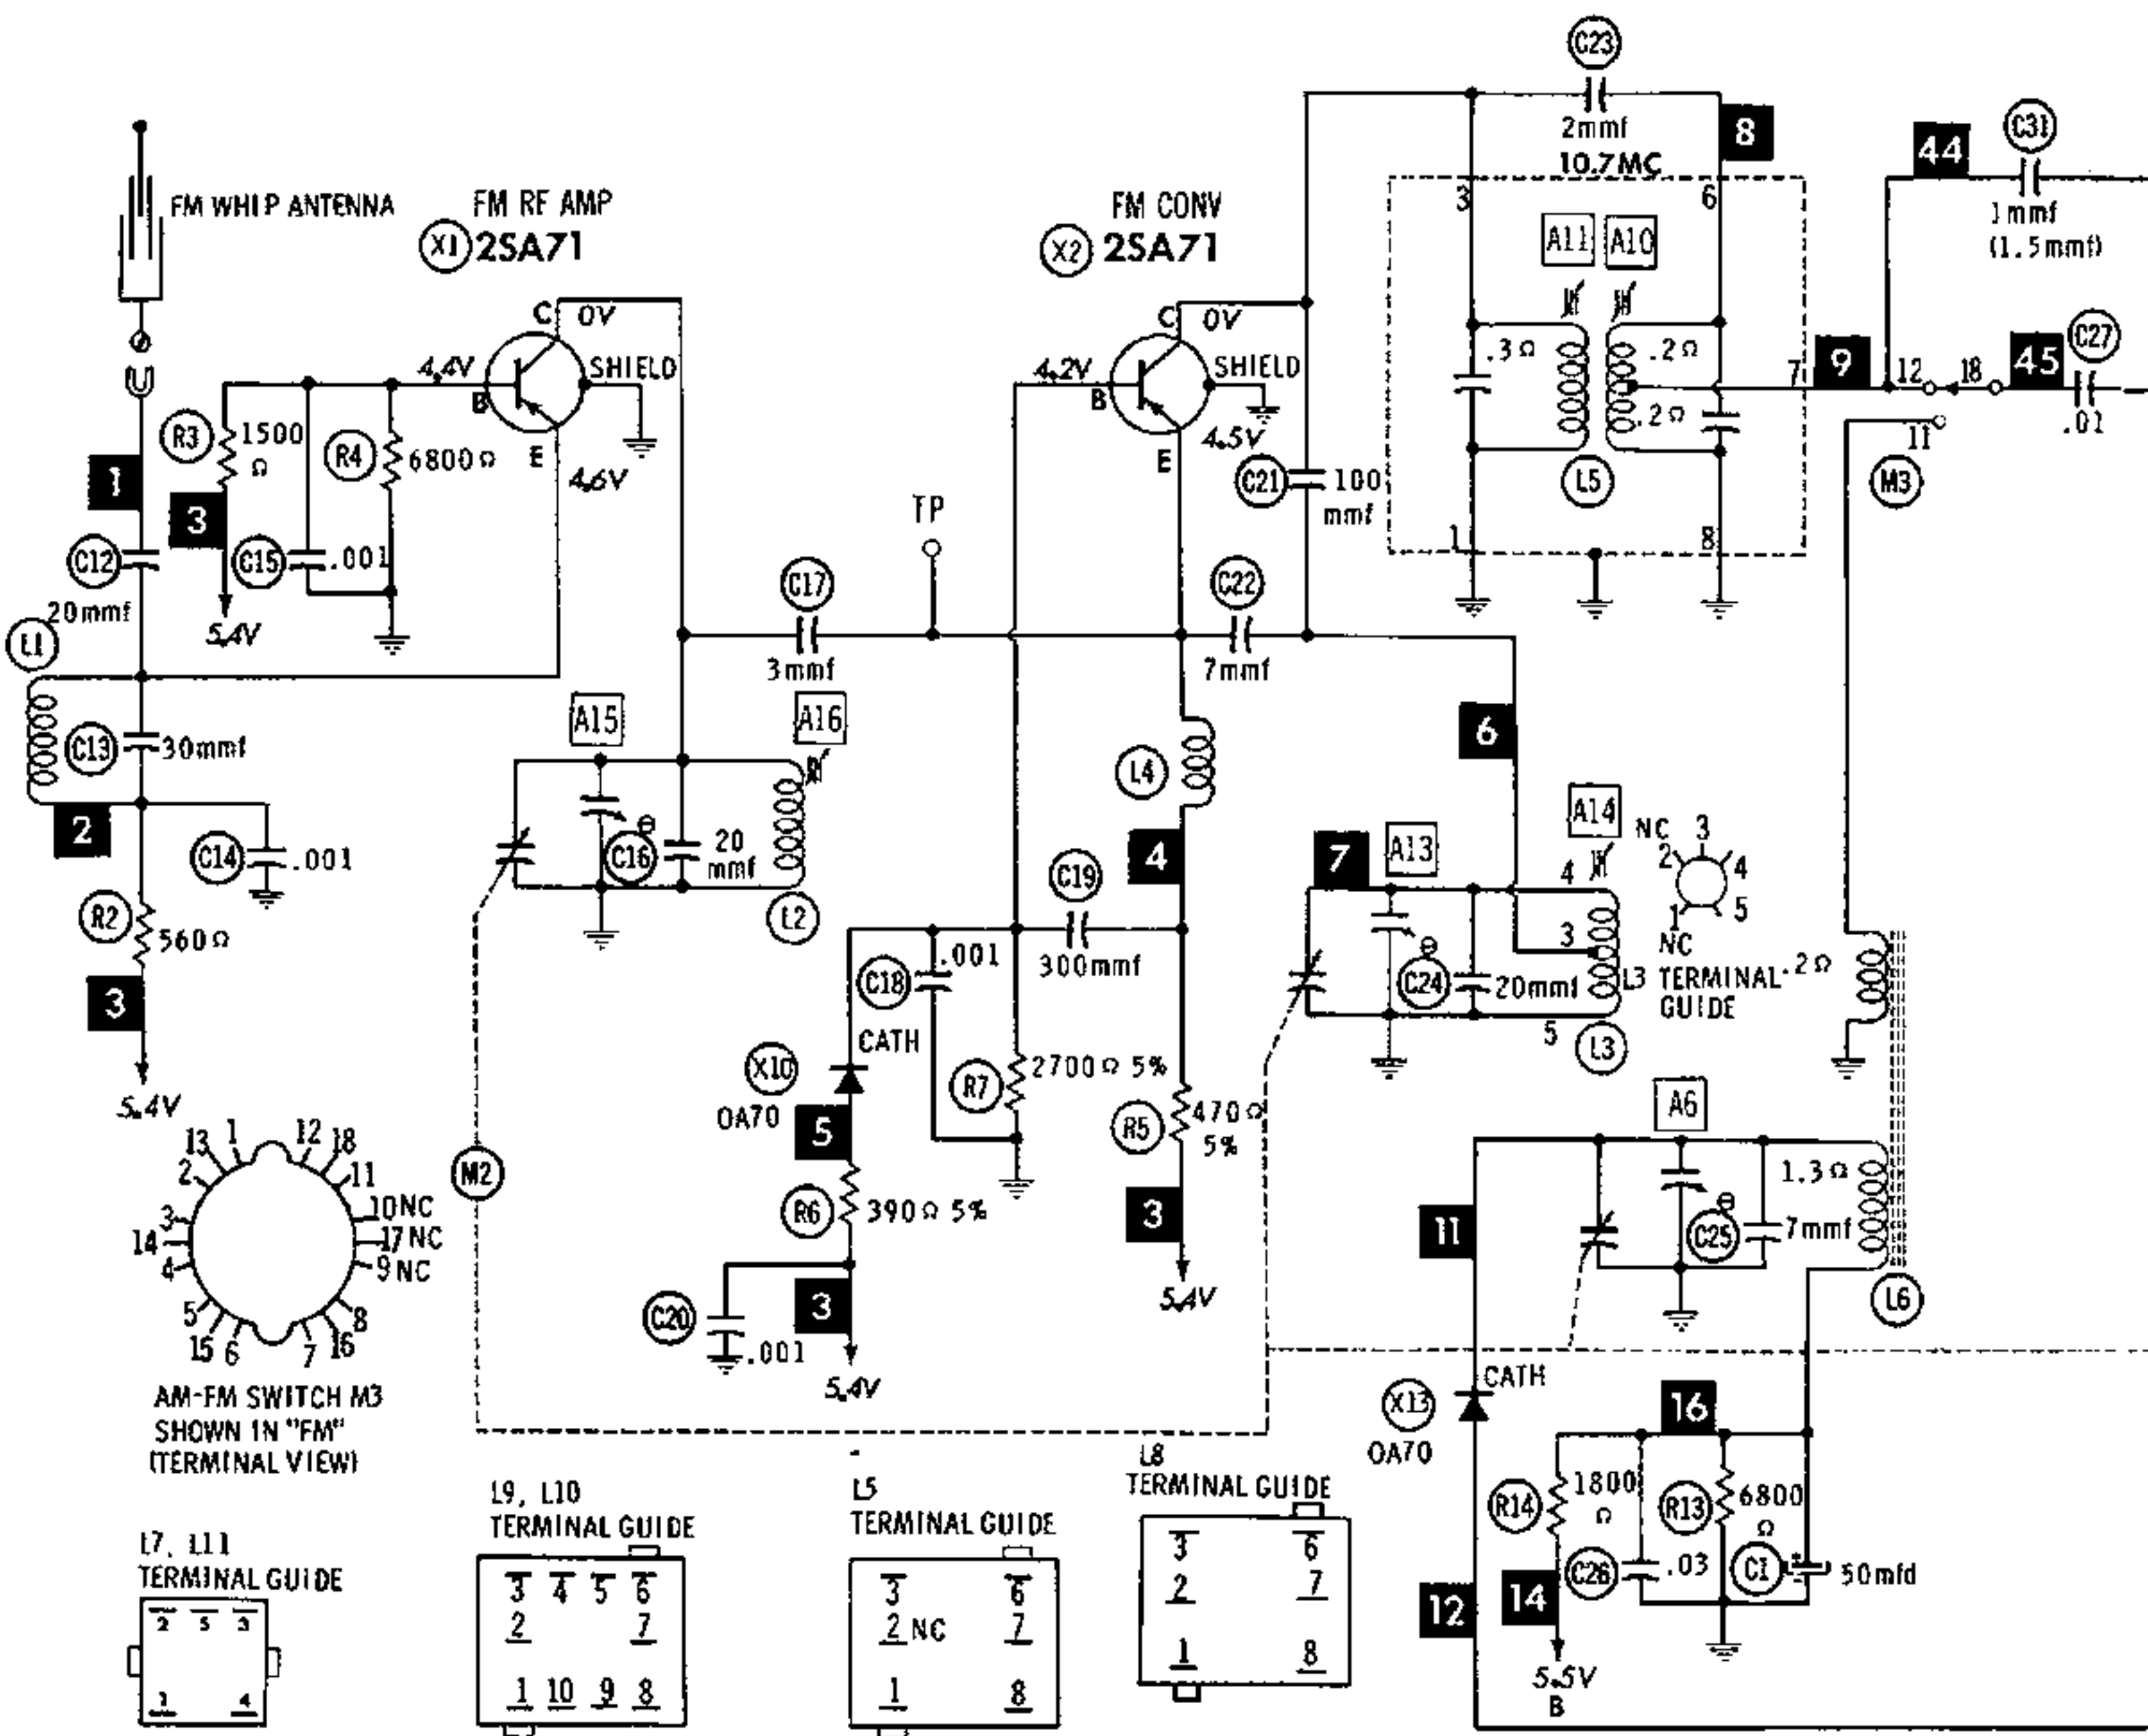 C23
2mmf
10.7MC
8
44
C31
1mmf
(1.5mmf)
FM WHIP ANTENNA
FM RF AMP
X1 2SA71
FM CONV
X2 2SA71
3
6
A11
A10
C
0V
SHIELD
4.4V
B
E
4.6V
C
0V
SHIELD
4.2V
B
4.5V
E
.3Ω
.2Ω
.2Ω
7
9
12
18
45
C27
.01
11
M3
L5
1
8
R3
1500
Ω
R4
6800Ω
1
3
C12
20mmf
C15
.001
5.4V
TP
C21
100
mmf
C17
3mmf
C22
7mmf
L1
C13
30mmf
2
C14
.001
R2
560Ω
3
5.4V
A15
A16
C16
20
mmf
L2
L4
4
C19
300mmf
6
7
A13
A14
4
3
5
C24
20mmf
L3
NC
2
3
4
1
5
NC
L3 TERMINAL
GUIDE
.2Ω
C18
.001
CATH
X10
OA70
5
R7
2700Ω 5%
R5
470Ω
5%
R6
390Ω 5%
3
3
C20
.001
5.4V
5.4V
M2
A6
1.3Ω
11
C25
7mmf
L6
13
1
12
18
2
11
3
10NC
14
17NC
4
9NC
5
8
15
6
7
16
AM-FM SWITCH M3
SHOWN IN "FM"
(TERMINAL VIEW)
CATH
X13
OA70
16
R14
1800
Ω
R13
6800
Ω
C26
.03
C1
+
-
50mfd
12
14
5.5V
B
L7, L11
TERMINAL GUIDE
2 5 3
1 4
L9, L10
TERMINAL GUIDE
3 4 5 6
2 7
1 10 9 8
L5
TERMINAL GUIDE
3 6
2 NC 7
1 8
L8
TERMINAL GUIDE
3 6
2 7
1 8